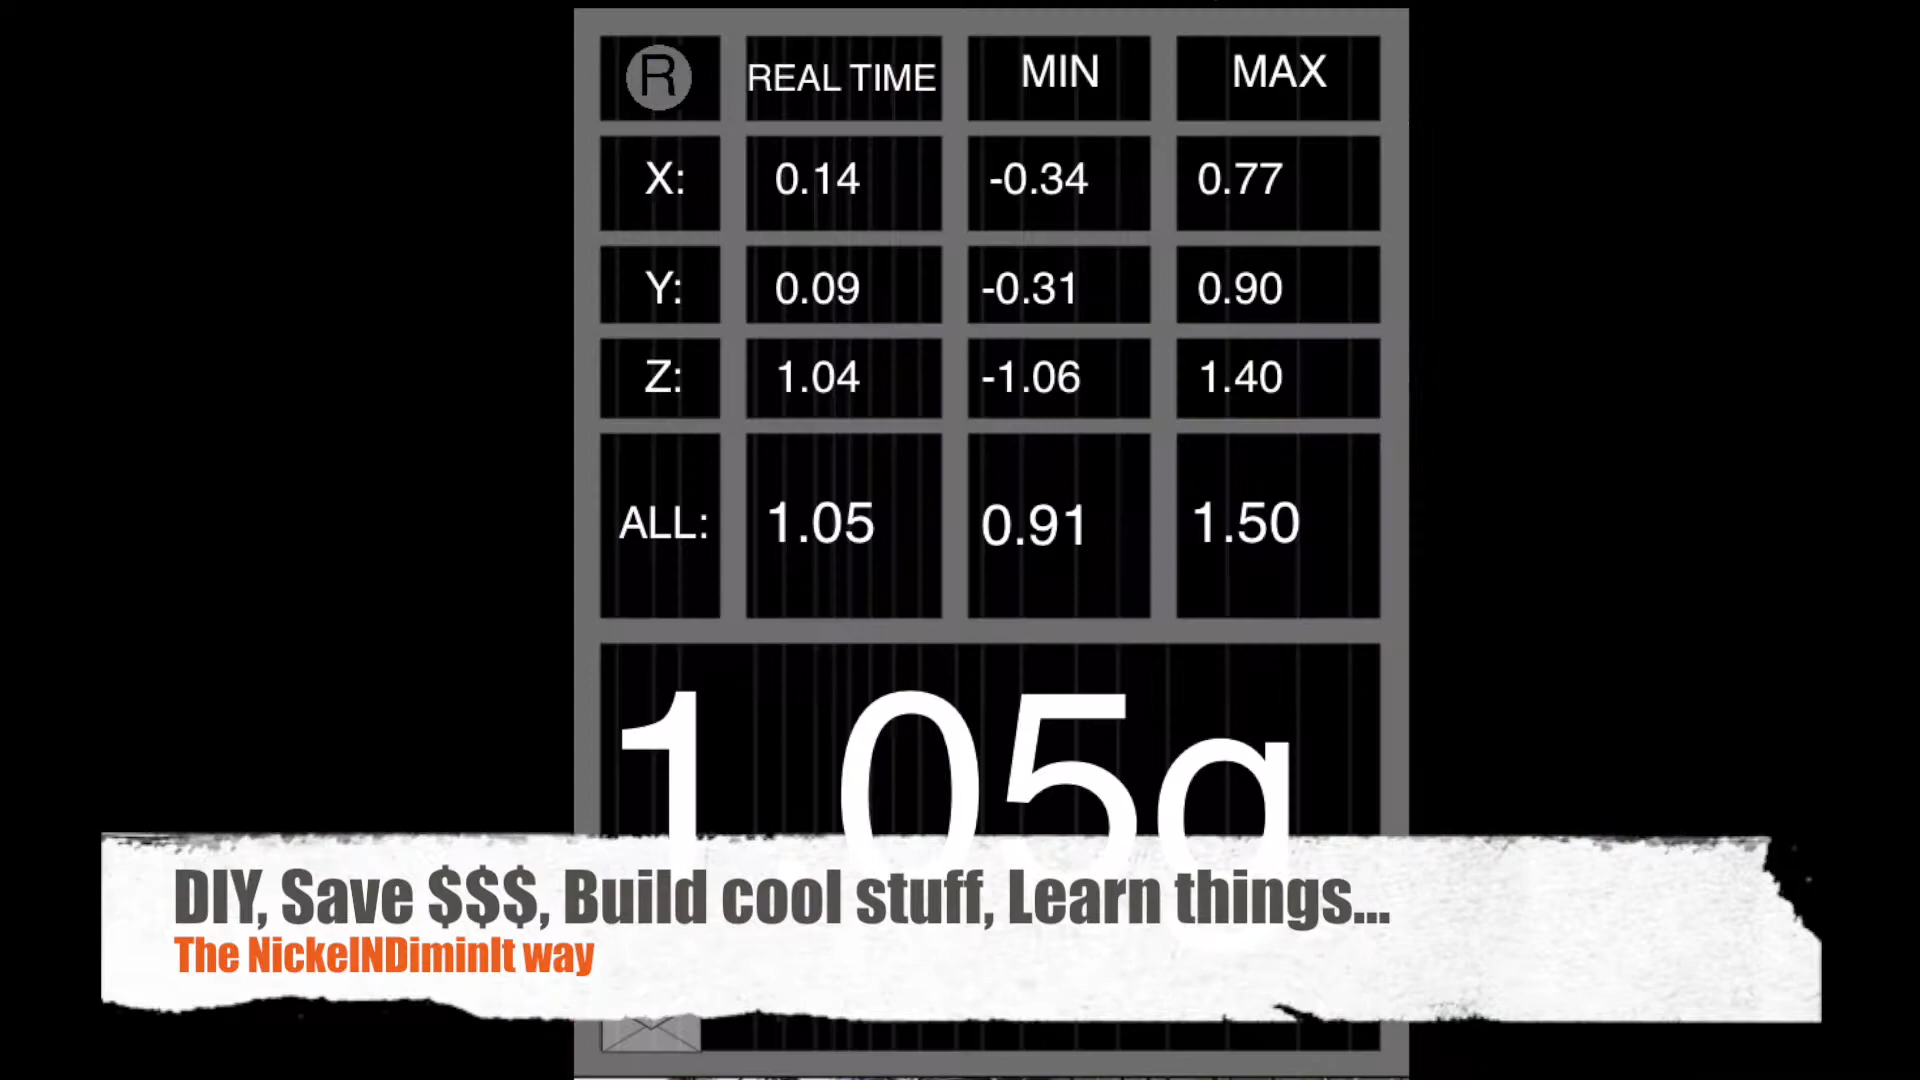 R REAL TIME MIN MAX
X: 0.14 -0.34 0.77
Y: 0.09 -0.31 0.90
Z: 1.04 -1.06 1.40
ALL: 1.05 0.91 1.50
1.05g
DIY, Save $$$, Build cool stuff, Learn things...
The NickelNDiminIt way